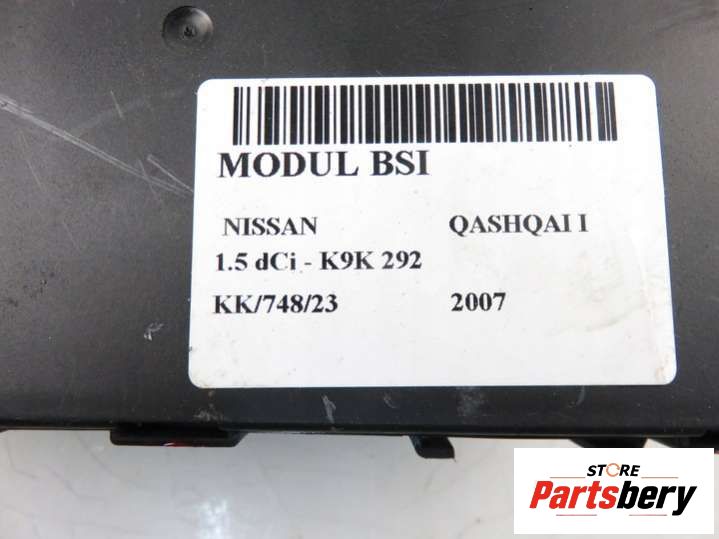 MODUL BSI
NISSAN QASHQAI I
1.5 dCi - K9K 292
KK/748/23 2007
STORE
Partsbery